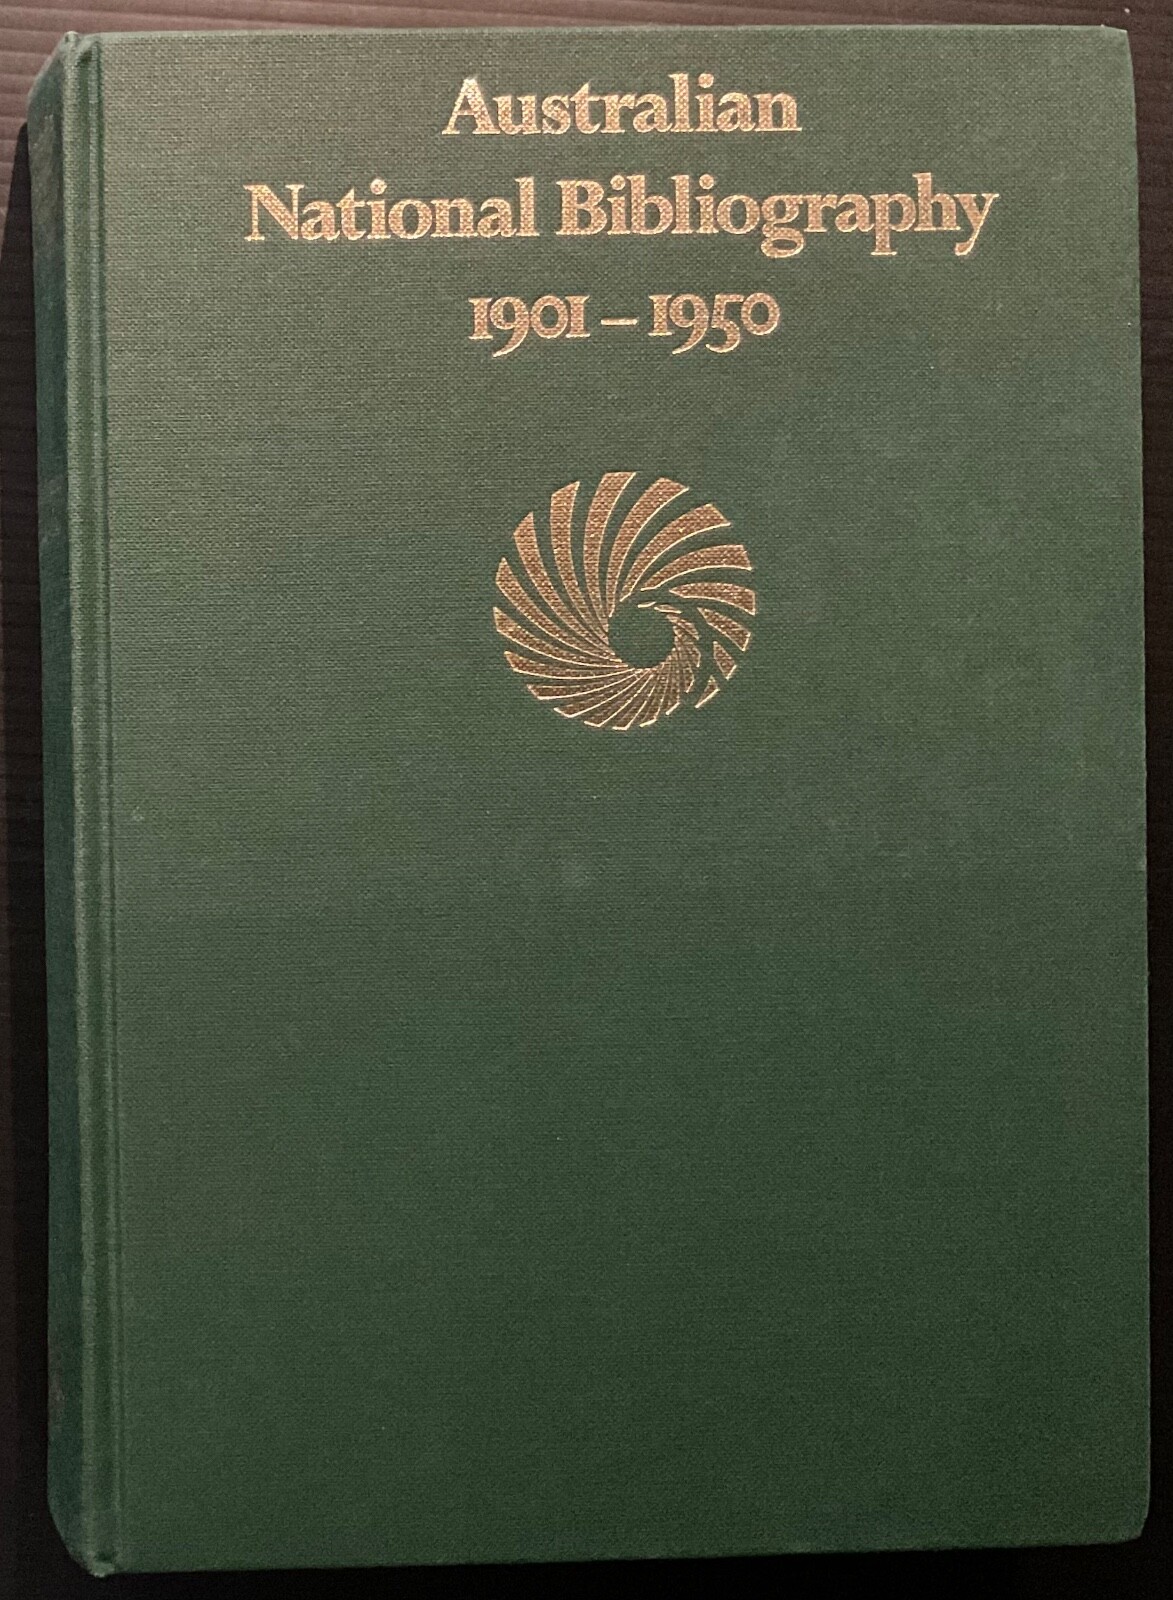 Australian
National Bibliography
1901 – 1950